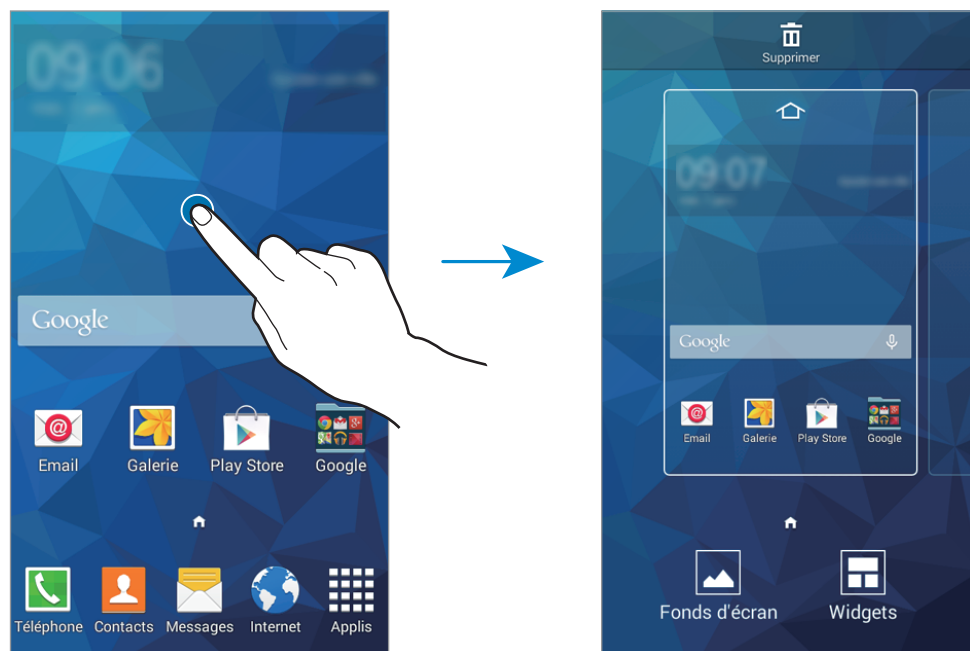 09:06
Google
Email Galerie Play Store Google
Téléphone Contacts Messages Internet Applis
Supprimer
09:07
Google
Email Galerie Play Store Google
Fonds d'écran Widgets